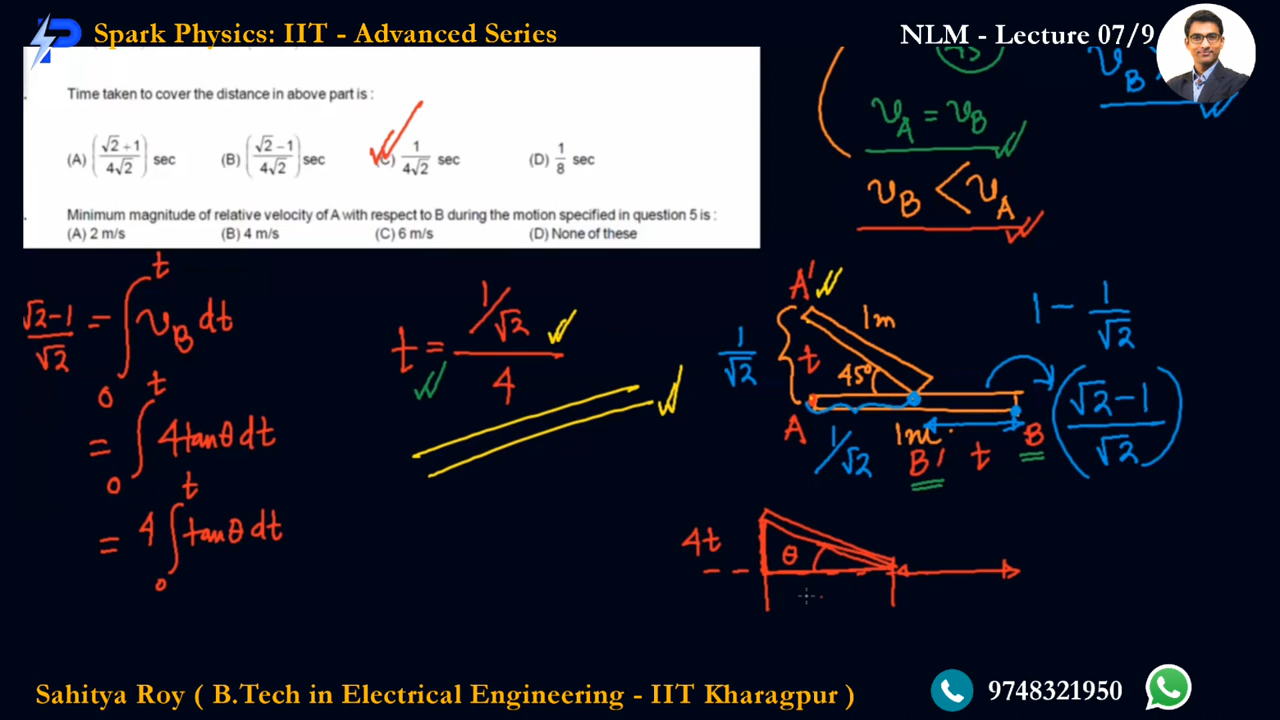 Spark Physics: IIT - Advanced Series
NLM - Lecture 07/9
Time taken to cover the distance in above part is :
(A) (√2+1 / 4√2) sec (B) (√2−1 / 4√2) sec (C) 1/4√2 sec (D) 1/8 sec
Minimum magnitude of relative velocity of A with respect to B during the motion specified in question 5 is :
(A) 2 m/s (B) 4 m/s (C) 6 m/s (D) None of these
45
v_B
v_A = v_B
v_B < v_A
√2−1/√2 = ∫₀ᵗ v_B dt
= ∫₀ᵗ 4tanθ dt
= 4 ∫₀ᵗ tanθ dt
t = 1/√2 / 4
A'
1m
1/√2
t
45°
A
1/√2
1m
B'
t
B
1 − 1/√2
(√2−1 / √2)
4t
θ
Sahitya Roy ( B.Tech in Electrical Engineering - IIT Kharagpur )
9748321950